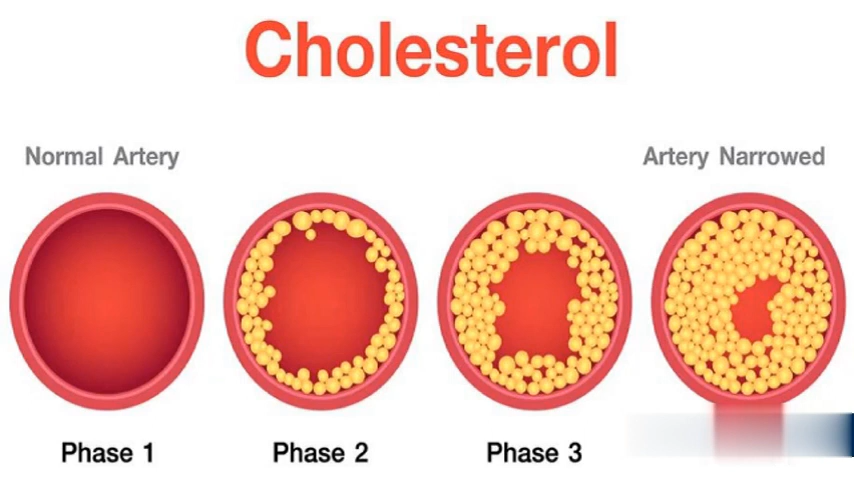 Cholesterol
Normal Artery
Artery Narrowed
Phase 1
Phase 2
Phase 3